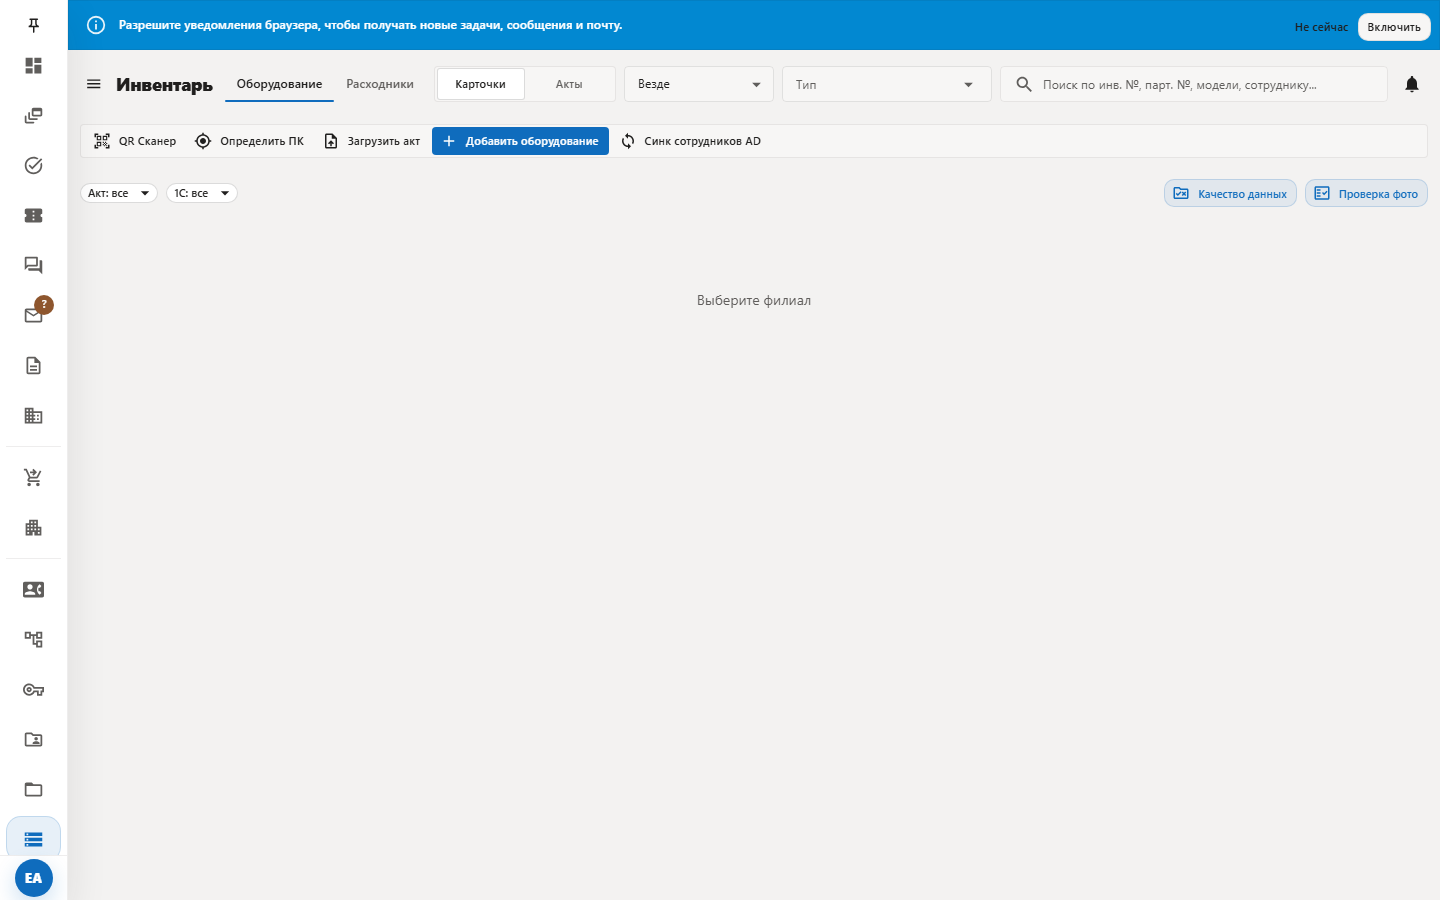 Разрешите уведомления браузера, чтобы получать новые задачи, сообщения и почту.
Не сейчас
Включить
Инвентарь
Оборудование
Расходники
Карточки
Акты
Везде
Тип
Поиск по инв. №, парт. №, модели, сотруднику...
QR Сканер
Определить ПК
Загрузить акт
Добавить оборудование
Синк сотрудников AD
Акт: все
1С: все
Качество данных
Проверка фото
?
Выберите филиал
EA